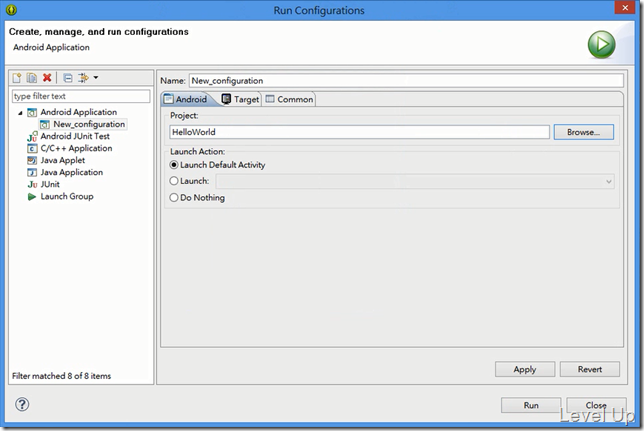 Run Configurations
Create, manage, and run configurations
Android Application
type filter text
Android Application
New_configuration
Android JUnit Test
C/C++ Application
Java Applet
Java Application
JUnit
Launch Group
Filter matched 8 of 8 items
Name: New_configuration
Android Target Common
Project:
HelloWorld Browse...
Launch Action:
Launch Default Activity
Launch:
Do Nothing
Apply Revert
Run Close
Level Up